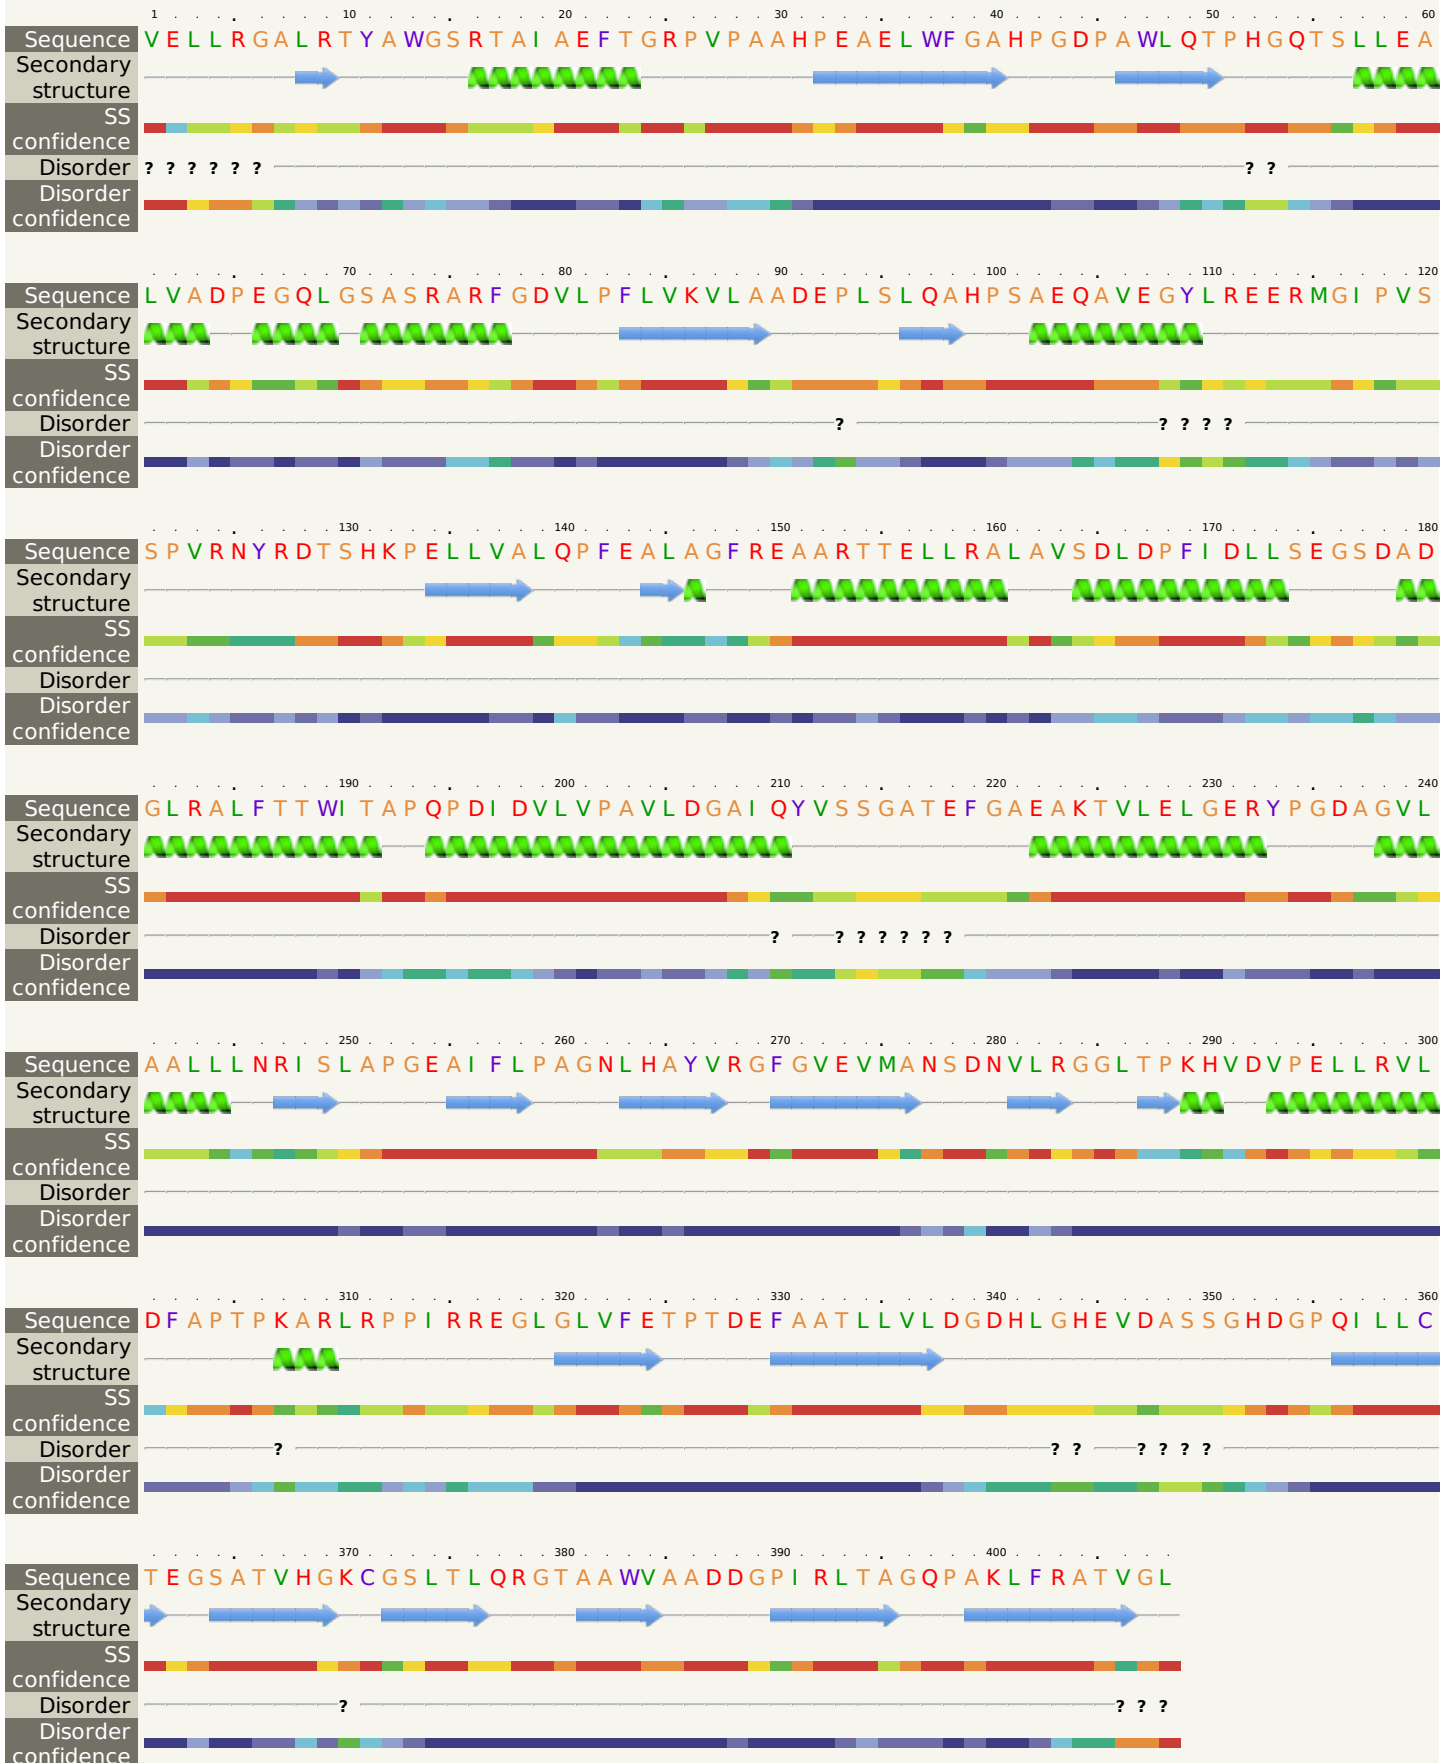 1 . . . . . . . . 10 . . . . . . . . . 20 . . . . . . . . . 30 . . . . . . . . . 40 . . . . . . . . . 50 . . . . . . . . . 60
Sequence V E L L R G A L R T Y A W G S R T A I A E F T G R P V P A A H P E A E L W F G A H P G D P A W L Q T P H G Q T S L L E A
Secondary structure
SS confidence
Disorder ? ? ? ? ? ? ? ?
Disorder confidence
. . . . . . . . . 70 . . . . . . . . . 80 . . . . . . . . . 90 . . . . . . . . . 100 . . . . . . . . . 110 . . . . . . . . . 120
Sequence L V A D P E G Q L G S A S R A R F G D V L P F L V K V L A A D E P L S L Q A H P S A E Q A V E G Y L R E E R M G I P V S
Secondary structure
SS confidence
Disorder ? ? ? ? ?
Disorder confidence
. . . . . . . . . 130 . . . . . . . . . 140 . . . . . . . . . 150 . . . . . . . . . 160 . . . . . . . . . 170 . . . . . . . . . 180
Sequence S P V R N Y R D T S H K P E L L V A L Q P F E A L A G F R E A A R T T E L L R A L A V S D L D P F I D L L S E G S D A D
Secondary structure
SS confidence
Disorder
Disorder confidence
. . . . . . . . . 190 . . . . . . . . . 200 . . . . . . . . . 210 . . . . . . . . . 220 . . . . . . . . . 230 . . . . . . . . . 240
Sequence G L R A L F T T W I T A P Q P D I D V L V P A V L D G A I Q Y V S S G A T E F G A E A K T V L E L G E R Y P G D A G V L
Secondary structure
SS confidence
Disorder ? ? ? ? ? ? ?
Disorder confidence
. . . . . . . . . 250 . . . . . . . . . 260 . . . . . . . . . 270 . . . . . . . . . 280 . . . . . . . . . 290 . . . . . . . . . 300
Sequence A A L L L N R I S L A P G E A I F L P A G N L H A Y V R G F G V E V M A N S D N V L R G G L T P K H V D V P E L L R V L
Secondary structure
SS confidence
Disorder
Disorder confidence
. . . . . . . . . 310 . . . . . . . . . 320 . . . . . . . . . 330 . . . . . . . . . 340 . . . . . . . . . 350 . . . . . . . . . 360
Sequence D F A P T P K A R L R P P I R R E G L G L V F E T P T D E F A A T L L V L D G D H L G H E V D A S S G H D G P Q I L L C
Secondary structure
SS confidence
Disorder ? ? ? ? ? ? ?
Disorder confidence
. . . . . . . . . 370 . . . . . . . . . 380 . . . . . . . . . 390 . . . . . . . . . 400 . . . . . . . .
Sequence T E G S A T V H G K C G S L T L Q R G T A A W V A A D D G P I R L T A G Q P A K L F R A T V G L
Secondary structure
SS confidence
Disorder ? ? ? ?
Disorder confidence